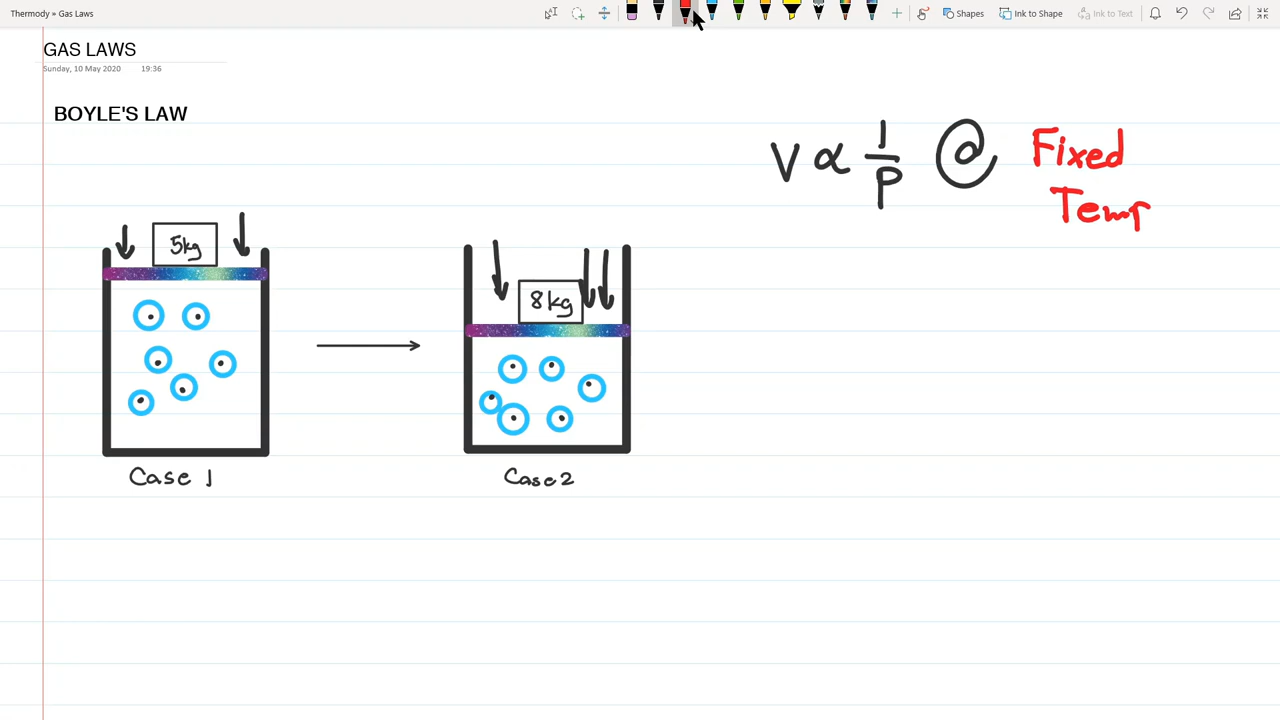 Thermody » Gas Laws
Shapes
Ink to Shape
Ink to Text
GAS LAWS
Sunday, 10 May 2020 19:36
BOYLE'S LAW
V ∝ 1/P @ Fixed
Temp
5kg
8kg
Case 1
Case 2